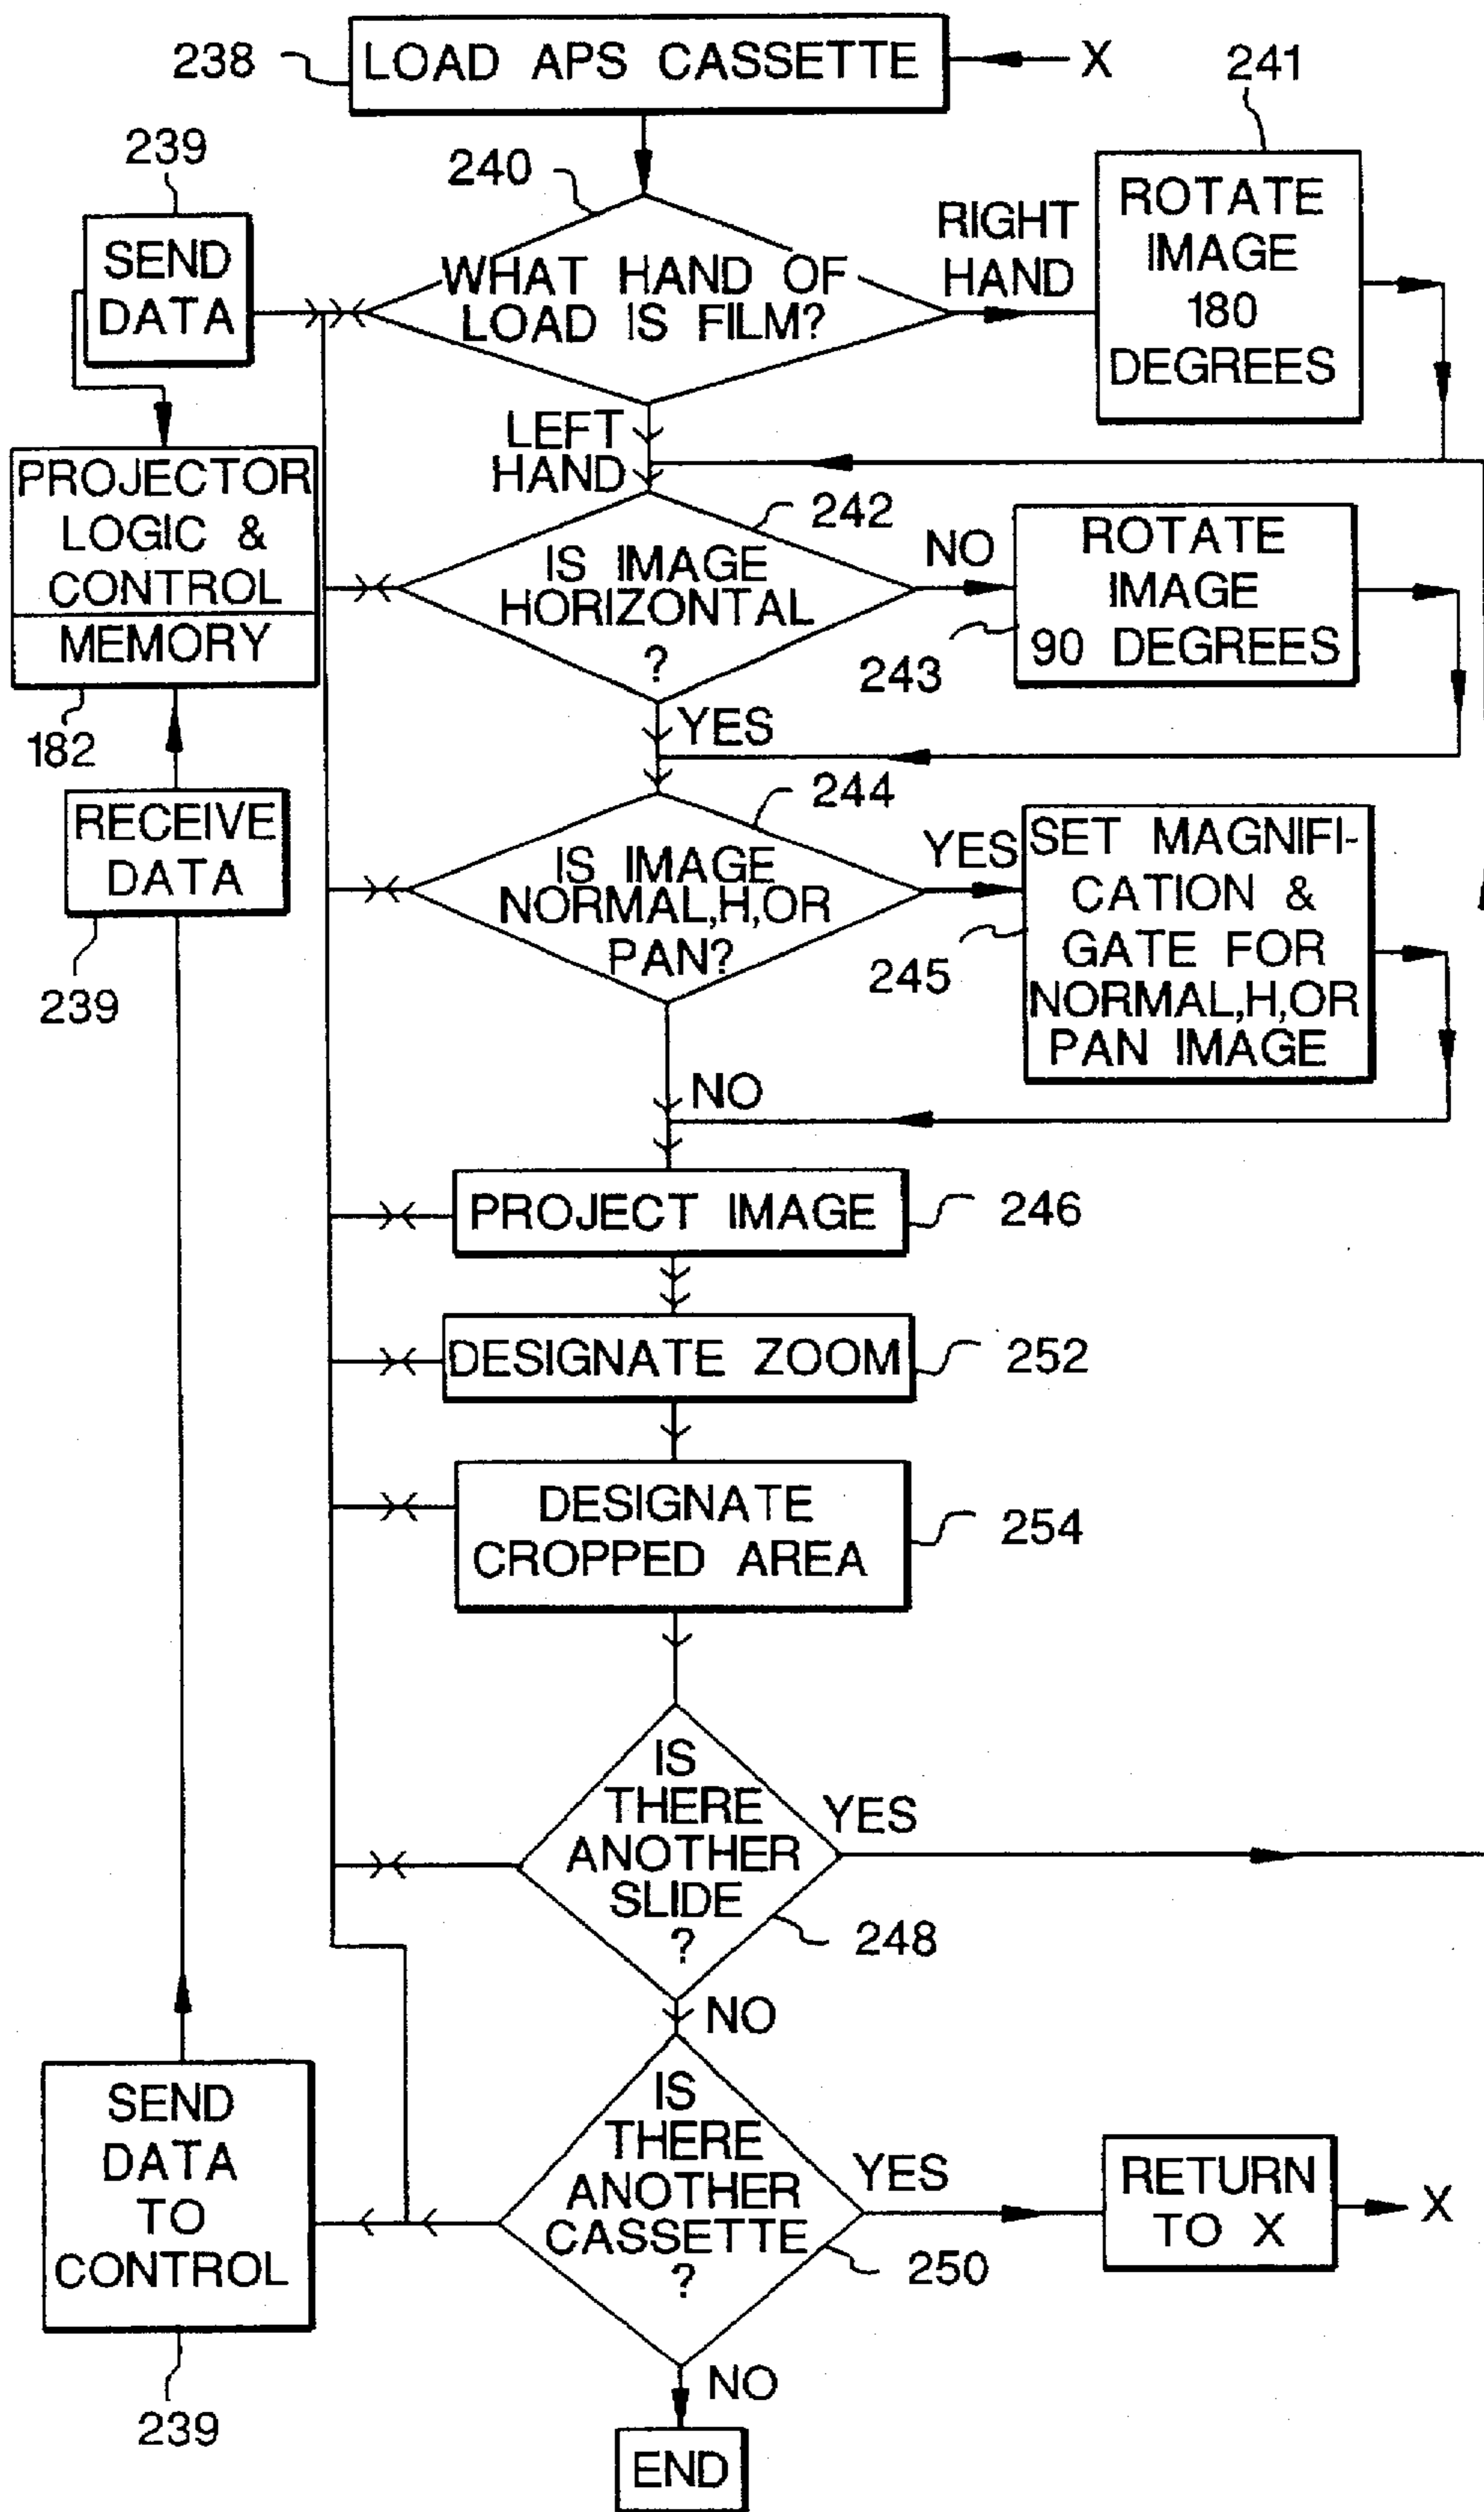 238
LOAD APS CASSETTE
X
241
239
240
SEND
DATA
WHAT HAND OF
LOAD IS FILM?
RIGHT
HAND
ROTATE
IMAGE
180
DEGREES
LEFT
HAND
PROJECTOR
LOGIC &
CONTROL
MEMORY
182
242
IS IMAGE
HORIZONTAL
?
NO
ROTATE
IMAGE
90 DEGREES
243
YES
RECEIVE
DATA
239
244
IS IMAGE
NORMAL,H,OR
PAN?
YES
SET MAGNIFI-
CATION &
GATE FOR
NORMAL,H,OR
PAN IMAGE
245
NO
PROJECT IMAGE
246
DESIGNATE ZOOM
252
DESIGNATE
CROPPED AREA
254
IS
THERE
ANOTHER
SLIDE
?
YES
248
NO
SEND
DATA
TO
CONTROL
239
IS
THERE
ANOTHER
CASSETTE
?
YES
250
RETURN
TO X
X
NO
END